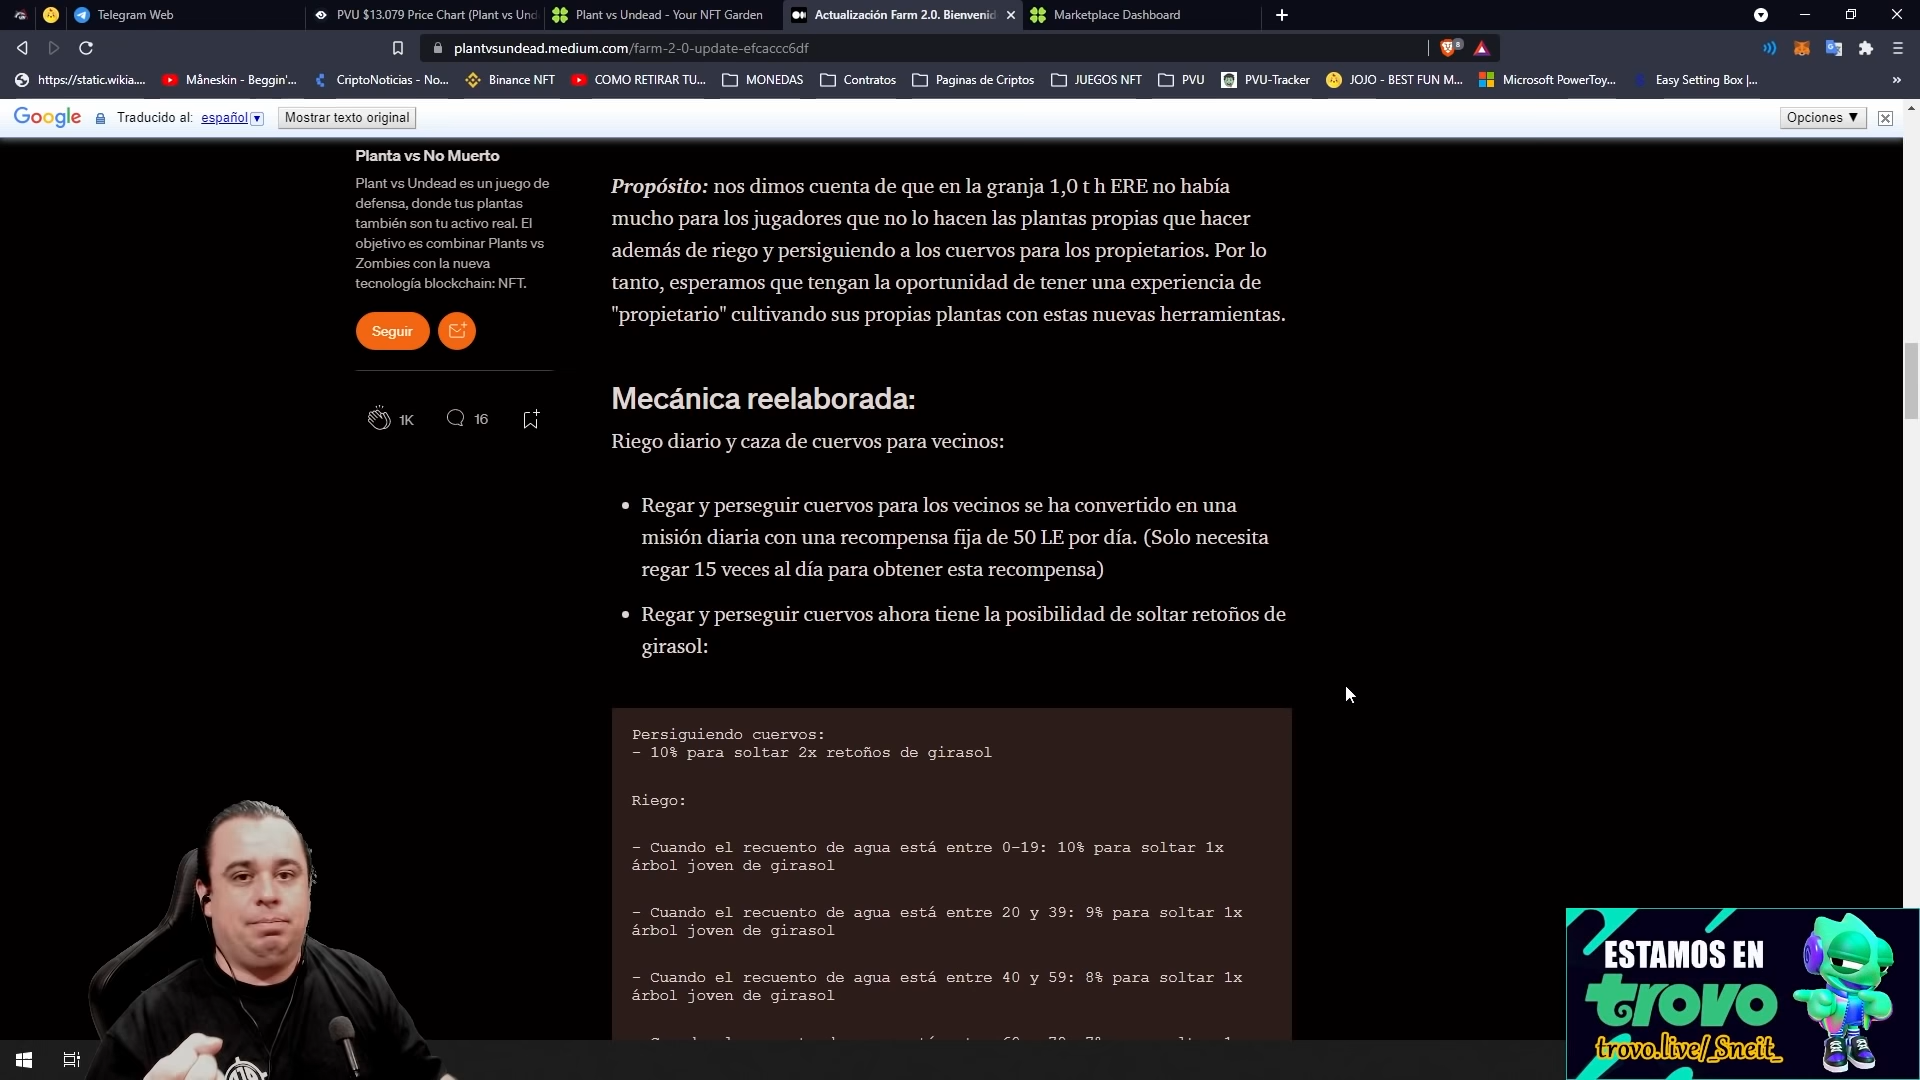 Telegram Web
PVU $13.079 Price Chart (Plant vs Und
Plant vs Undead - Your NFT Garden
Actualización Farm 2.0. Bienvenid
Marketplace Dashboard
plantvsundead.medium.com/farm-2-0-update-efcaccc6df
8
https://static.wikia....
Måneskin - Beggin'...
CriptoNoticias - No...
Binance NFT
COMO RETIRAR TU...
MONEDAS
Contratos
Paginas de Criptos
JUEGOS NFT
PVU
PVU-Tracker
JOJO - BEST FUN M...
Microsoft PowerToy...
Easy Setting Box |...
Google
Traducido al: español
Mostrar texto original
Opciones ▼
Planta vs No Muerto
Plant vs Undead es un juego de
defensa, donde tus plantas
también son tu activo real. El
objetivo es combinar Plants vs
Zombies con la nueva
tecnología blockchain: NFT.
Seguir
1K
16
Propósito: nos dimos cuenta de que en la granja 1,0 t h ERE no había
mucho para los jugadores que no lo hacen las plantas propias que hacer
además de riego y persiguiendo a los cuervos para los propietarios. Por lo
tanto, esperamos que tengan la oportunidad de tener una experiencia de
"propietario" cultivando sus propias plantas con estas nuevas herramientas.
Mecánica reelaborada:
Riego diario y caza de cuervos para vecinos:
• Regar y perseguir cuervos para los vecinos se ha convertido en una
misión diaria con una recompensa fija de 50 LE por día. (Solo necesita
regar 15 veces al día para obtener esta recompensa)
• Regar y perseguir cuervos ahora tiene la posibilidad de soltar retoños de
girasol:
Persiguiendo cuervos:
- 10% para soltar 2x retoños de girasol
Riego:
- Cuando el recuento de agua está entre 0-19: 10% para soltar 1x
árbol joven de girasol
- Cuando el recuento de agua está entre 20 y 39: 9% para soltar 1x
árbol joven de girasol
- Cuando el recuento de agua está entre 40 y 59: 8% para soltar 1x
árbol joven de girasol
ESTAMOS EN
trovo
trovo.live/_Sneit_